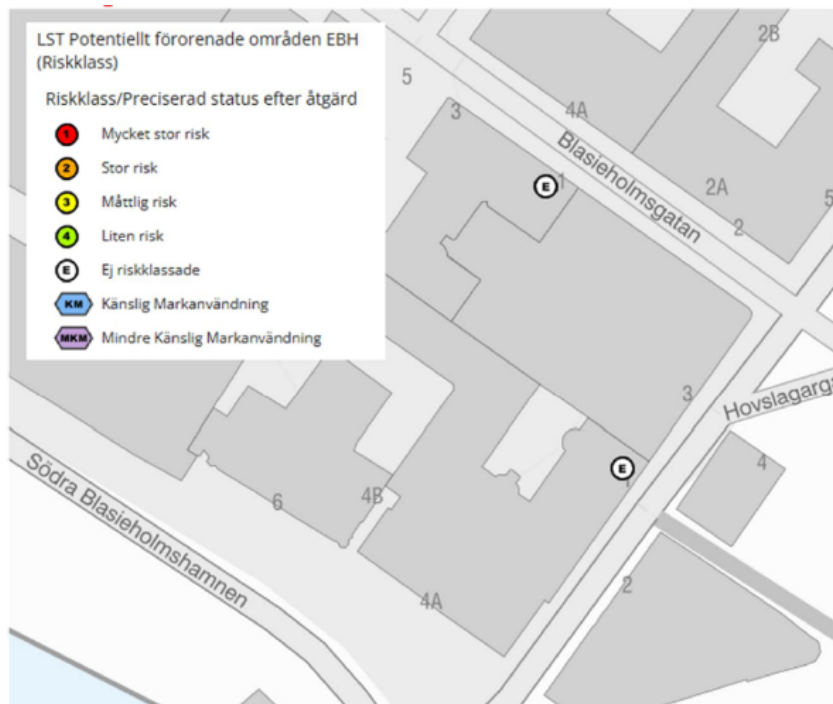 LST Potentiellt förorenade områden EBH
(Riskklass)
Riskklass/Preciserad status efter åtgärd
1 Mycket stor risk
2 Stor risk
3 Måttlig risk
4 Liten risk
E Ej riskklassade
KM Känslig Markanvändning
MKM Mindre Känslig Markanvändning
2B
5
3
4A
Blasieholmsgatan
E
1
2A
2
5
3
Hovslagarga
E
4
6
4B
4A
2
Södra Blasieholmshamnen